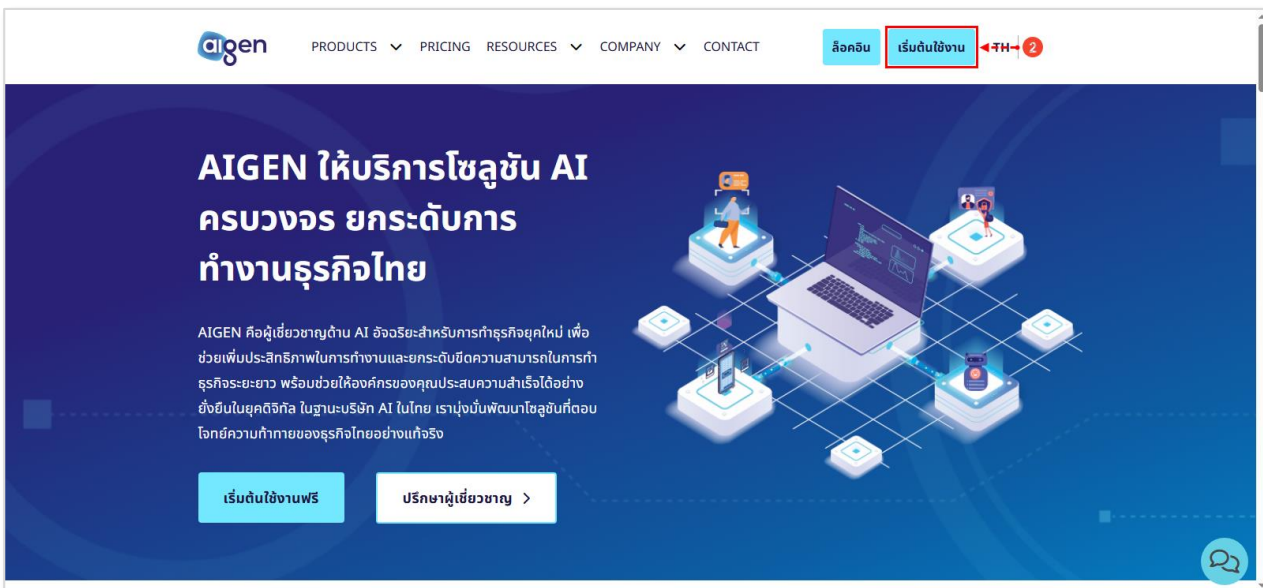 aigen PRODUCTS PRICING RESOURCES COMPANY CONTACT ล็อคอิน เริ่มต้นใช้งาน TH 2
AIGEN ให้บริการโซลูชัน AI
ครบวงจร ยกระดับการ
ทำงานธุรกิจไทย
AIGEN คือผู้เชี่ยวชาญด้าน AI อัจฉริยะสำหรับการทำธุรกิจยุคใหม่ เพื่อ
ช่วยเพิ่มประสิทธิภาพในการทำงานและยกระดับขีดความสามารถในการทำ
ธุรกิจระยะยาว พร้อมช่วยให้องค์กรของคุณประสบความสำเร็จได้อย่าง
ยั่งยืนในยุคดิจิทัล ในฐานะบริษัท AI ในไทย เรามุ่งมั่นพัฒนาโซลูชันที่ตอบ
โจทย์ความท้าทายของธุรกิจไทยอย่างแท้จริง
เริ่มต้นใช้งานฟรี ปรึกษาผู้เชี่ยวชาญ >